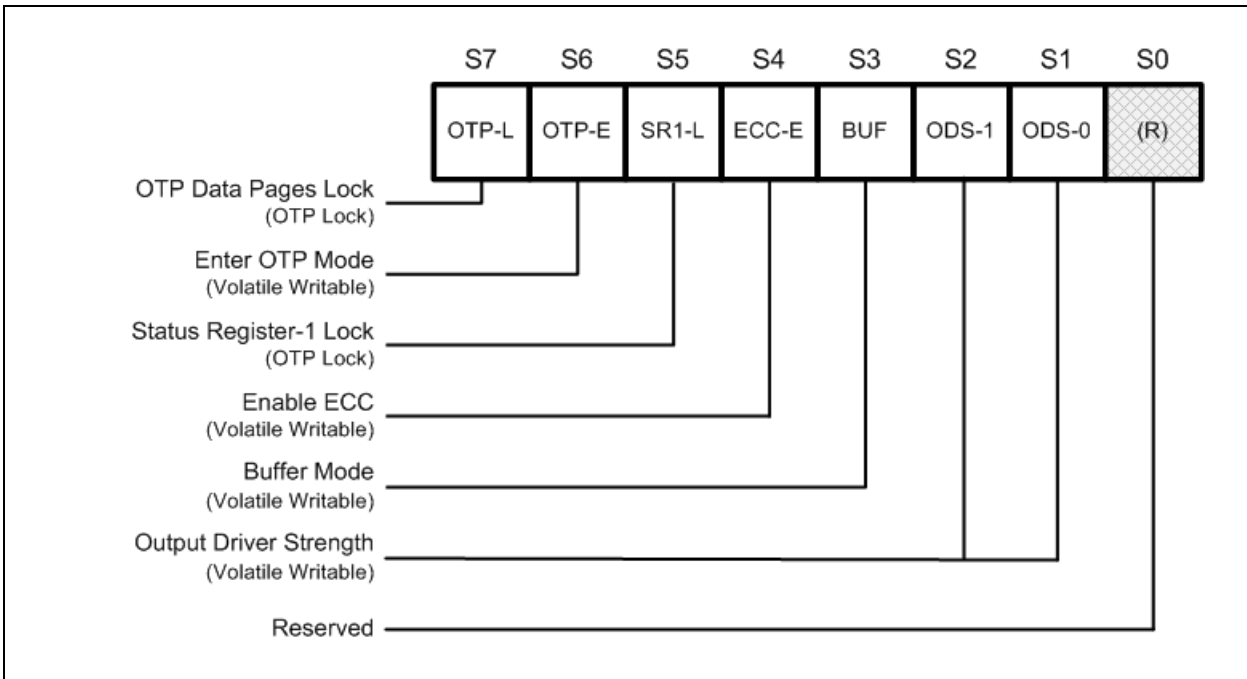 S7 S6 S5 S4 S3 S2 S1 S0
OTP-L OTP-E SR1-L ECC-E BUF ODS-1 ODS-0 (R)
OTP Data Pages Lock
(OTP Lock)
Enter OTP Mode
(Volatile Writable)
Status Register-1 Lock
(OTP Lock)
Enable ECC
(Volatile Writable)
Buffer Mode
(Volatile Writable)
Output Driver Strength
(Volatile Writable)
Reserved